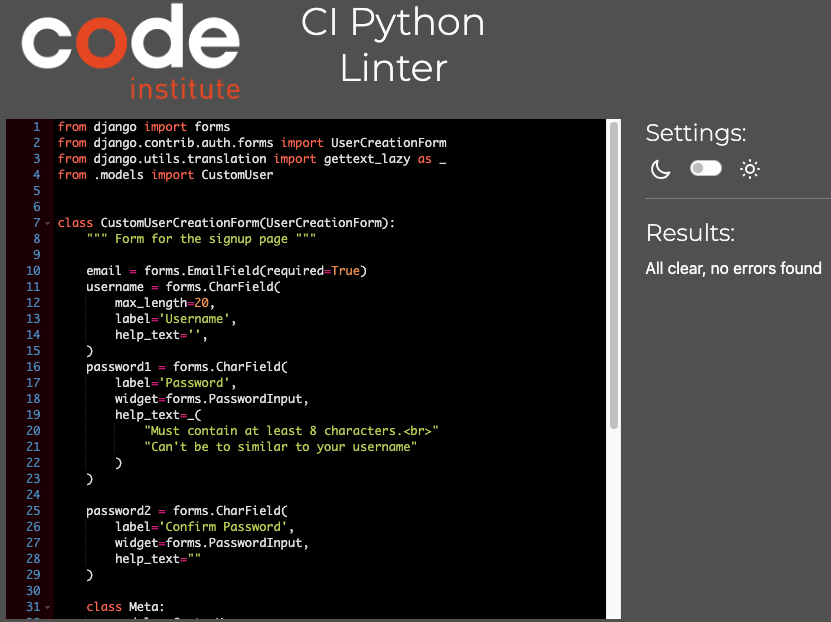 code
institute
CI Python
Linter
1 from django import forms
2 from django.contrib.auth.forms import UserCreationForm
3 from django.utils.translation import gettext_lazy as _
4 from .models import CustomUser
5
6
7 class CustomUserCreationForm(UserCreationForm):
8     """ Form for the signup page """
9
10     email = forms.EmailField(required=True)
11     username = forms.CharField(
12         max_length=20,
13         label='Username',
14         help_text='',
15     )
16     password1 = forms.CharField(
17         label='Password',
18         widget=forms.PasswordInput,
19         help_text=_(
20             "Must contain at least 8 characters.<br>"
21             "Can't be to similar to your username"
22         )
23     )
24
25     password2 = forms.CharField(
26         label='Confirm Password',
27         widget=forms.PasswordInput,
28         help_text=""
29     )
30
31     class Meta:
Settings:
Results:
All clear, no errors found